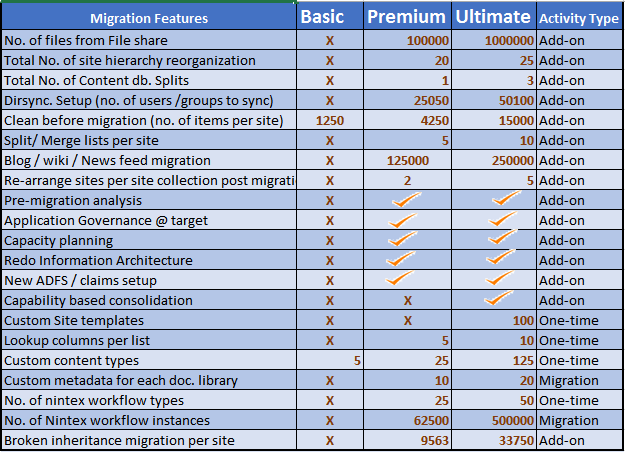 Migration Features Basic Premium Ultimate Activity Type
No. of files from File share X 100000 1000000 Add-on
Total No. of site hierarchy reorganization X 20 25 Add-on
Total No. of Content db. Splits X 1 3 Add-on
Dirsync. Setup (no. of users /groups to sync) X 25050 50100 Add-on
Clean before migration (no. of items per site) 1250 4250 15000 Add-on
Split/ Merge lists per site X 5 10 Add-on
Blog / wiki / News feed migration X 125000 250000 Add-on
Re-arrange sites per site collection post migrati X 2 5 Add-on
Pre-migration analysis X Add-on
Application Governance @ target X Add-on
Capacity planning X Add-on
Redo Information Architecture X Add-on
New ADFS / claims setup X Add-on
Capability based consolidation X X Add-on
Custom Site templates X X 100 One-time
Lookup columns per list X 5 10 One-time
Custom content types 5 25 125 One-time
Custom metadata for each doc. library X 10 20 Migration
No. of nintex workflow types X 25 50 One-time
No. of Nintex workflow instances X 62500 500000 Migration
Broken inheritance migration per site X 9563 33750 Add-on